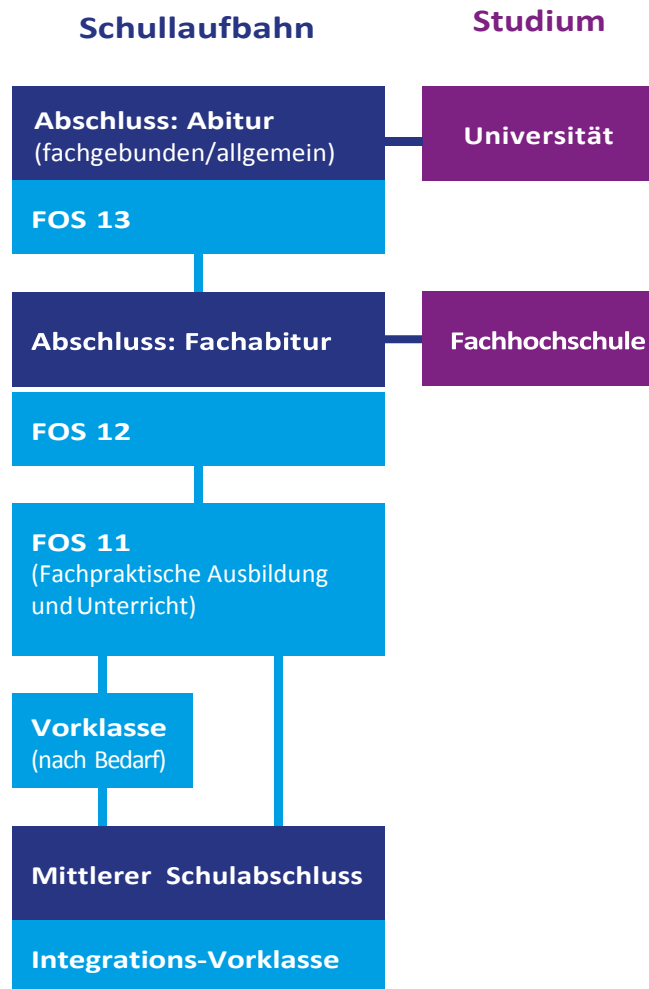 Schullaufbahn
Studium
Abschluss: Abitur
(fachgebunden/allgemein)
Universität
FOS 13
Abschluss: Fachabitur
Fachhochschule
FOS 12
FOS 11
(Fachpraktische Ausbildung
und Unterricht)
Vorklasse
(nach Bedarf)
Mittlerer Schulabschluss
Integrations-Vorklasse